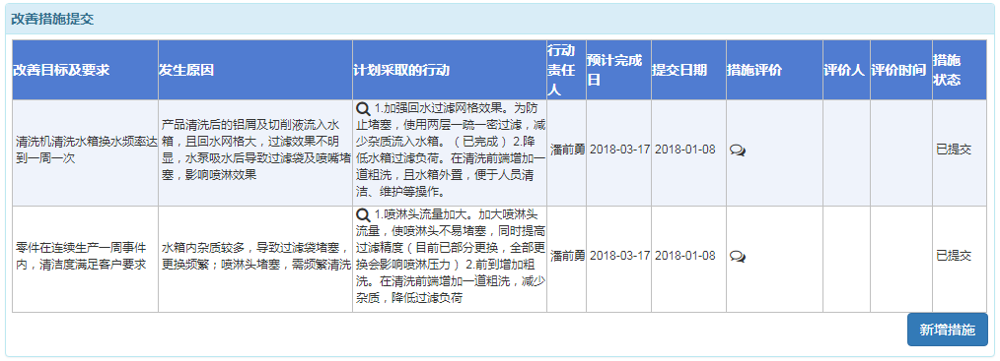 改善措施提交
改善目标及要求
发生原因
计划采取的行动
行动
责任
人
预计完成
日
提交日期
措施评价
评价人
评价时间
措施
状态
清洗机清洗水箱换水频率达
到一周一次
产品清洗后的铝屑及切削液流入水
箱，且回水网格大，过滤效果不明
显，水泵吸水后导致过滤袋及喷嘴堵
塞，影响喷淋效果
1.加强回水过滤网格效果。为防
止堵塞，使用两层一疏一密过滤，减
少杂质流入水箱。（已完成） 2.降
低水箱过滤负荷。在清洗前端增加一
道粗洗，且水箱外置，便于人员清
洁、维护等操作。
潘前勇
2018-03-17
2018-01-08
已提交
零件在连续生产一周事件
内，清洁度满足客户要求
水箱内杂质较多，导致过滤袋堵塞，
更换频繁；喷淋头堵塞，需频繁清洗
1.喷淋头流量加大。加大喷淋头
流量，使喷淋头不易堵塞，同时提高
过滤精度（目前已部分更换，全部更
换会影响喷淋压力） 2.前到增加粗
洗。在清洗前端增加一道粗洗，减少
杂质，降低过滤负荷
潘前勇
2018-03-17
2018-01-08
已提交
新增措施